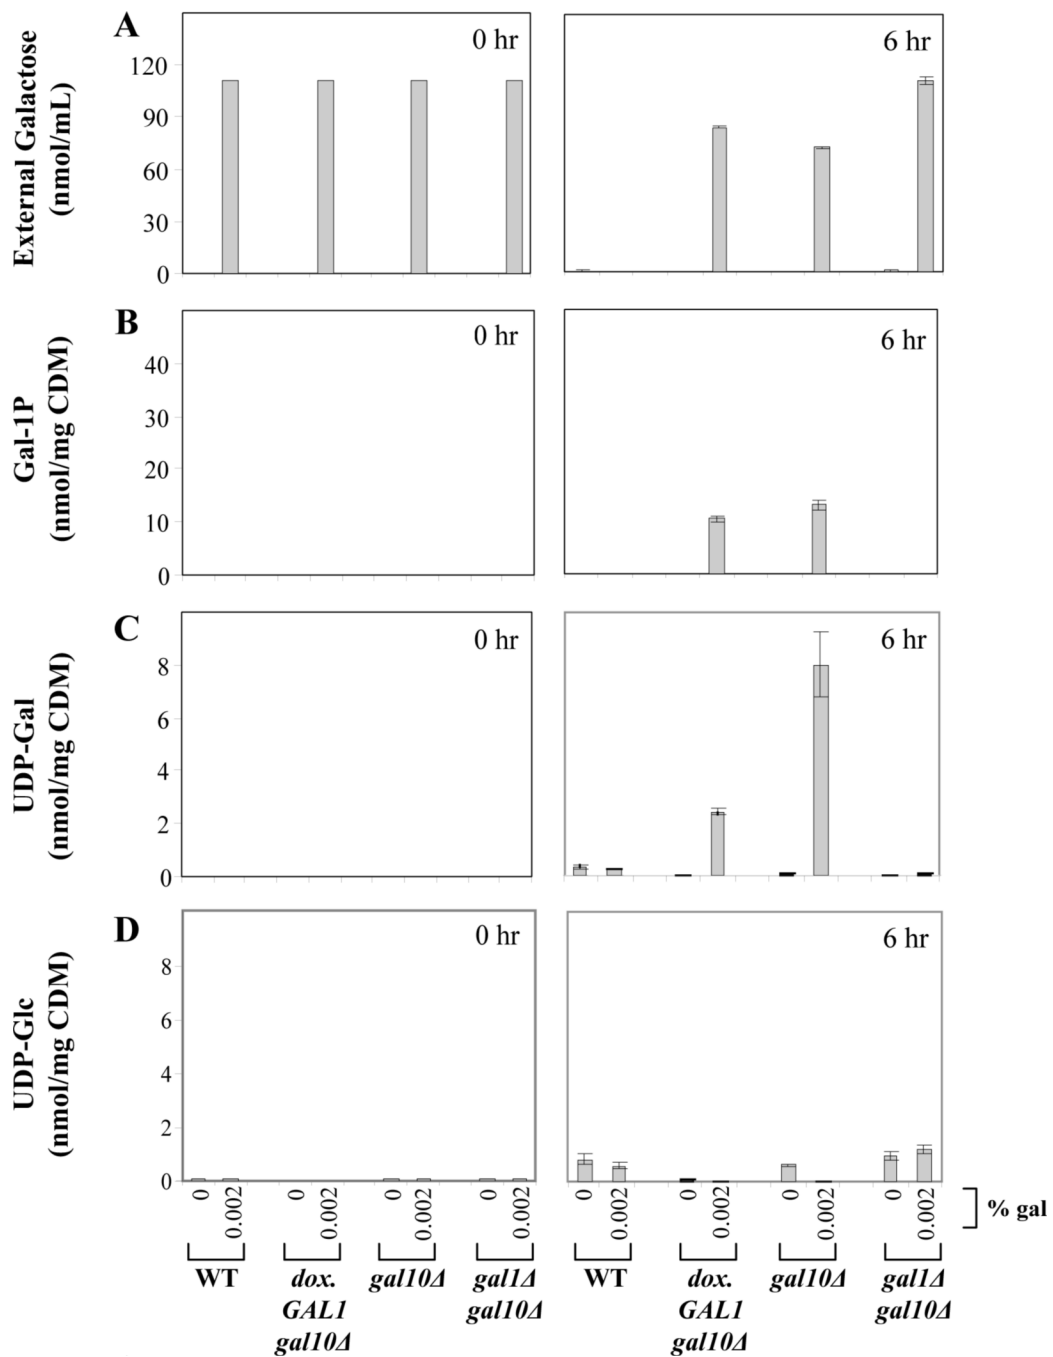 A
External Galactose
(nmol/mL)
0 hr
6 hr
120
90
60
30
0
B
Gal-1P
(nmol/mg CDM)
0 hr
6 hr
40
30
20
10
0
C
UDP-Gal
(nmol/mg CDM)
0 hr
6 hr
8
6
4
2
0
D
UDP-Glc
(nmol/mg CDM)
0 hr
6 hr
8
6
4
2
0
0 0.002 0 0.002 0 0.002 0 0.002 0 0.002 0 0.002 0 0.002 0 0.002
% gal
WT
dox.
GAL1
gal10Δ
gal10Δ
gal1Δ
gal10Δ
WT
dox.
GAL1
gal10Δ
gal10Δ
gal1Δ
gal10Δ